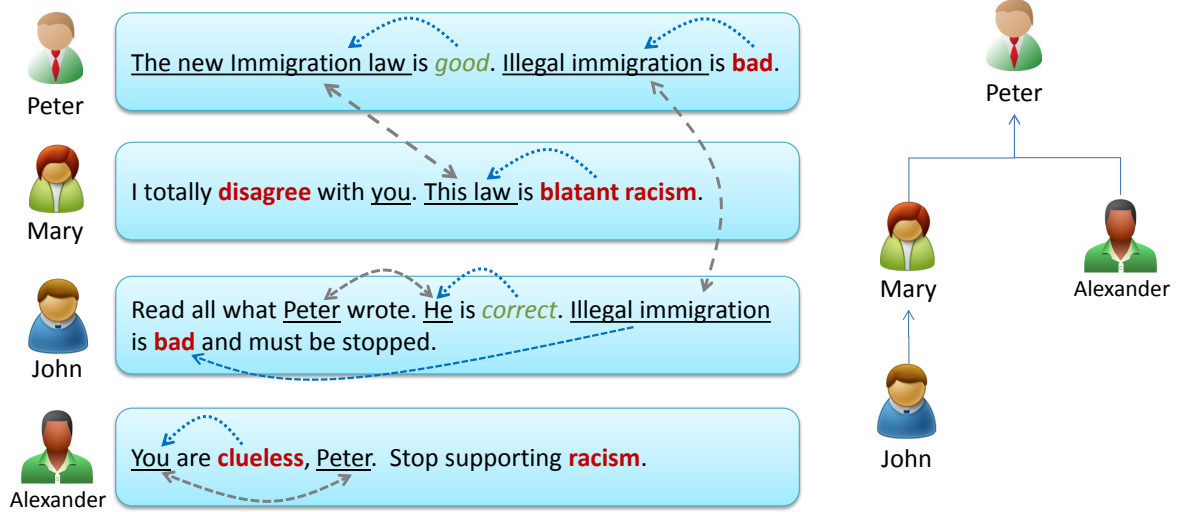 The new Immigration law is good. Illegal immigration is bad.
Peter
I totally disagree with you. This law is blatant racism.
Mary
Read all what Peter wrote. He is correct. Illegal immigration
is bad and must be stopped.
John
You are clueless, Peter. Stop supporting racism.
Alexander
Peter
Mary
Alexander
John